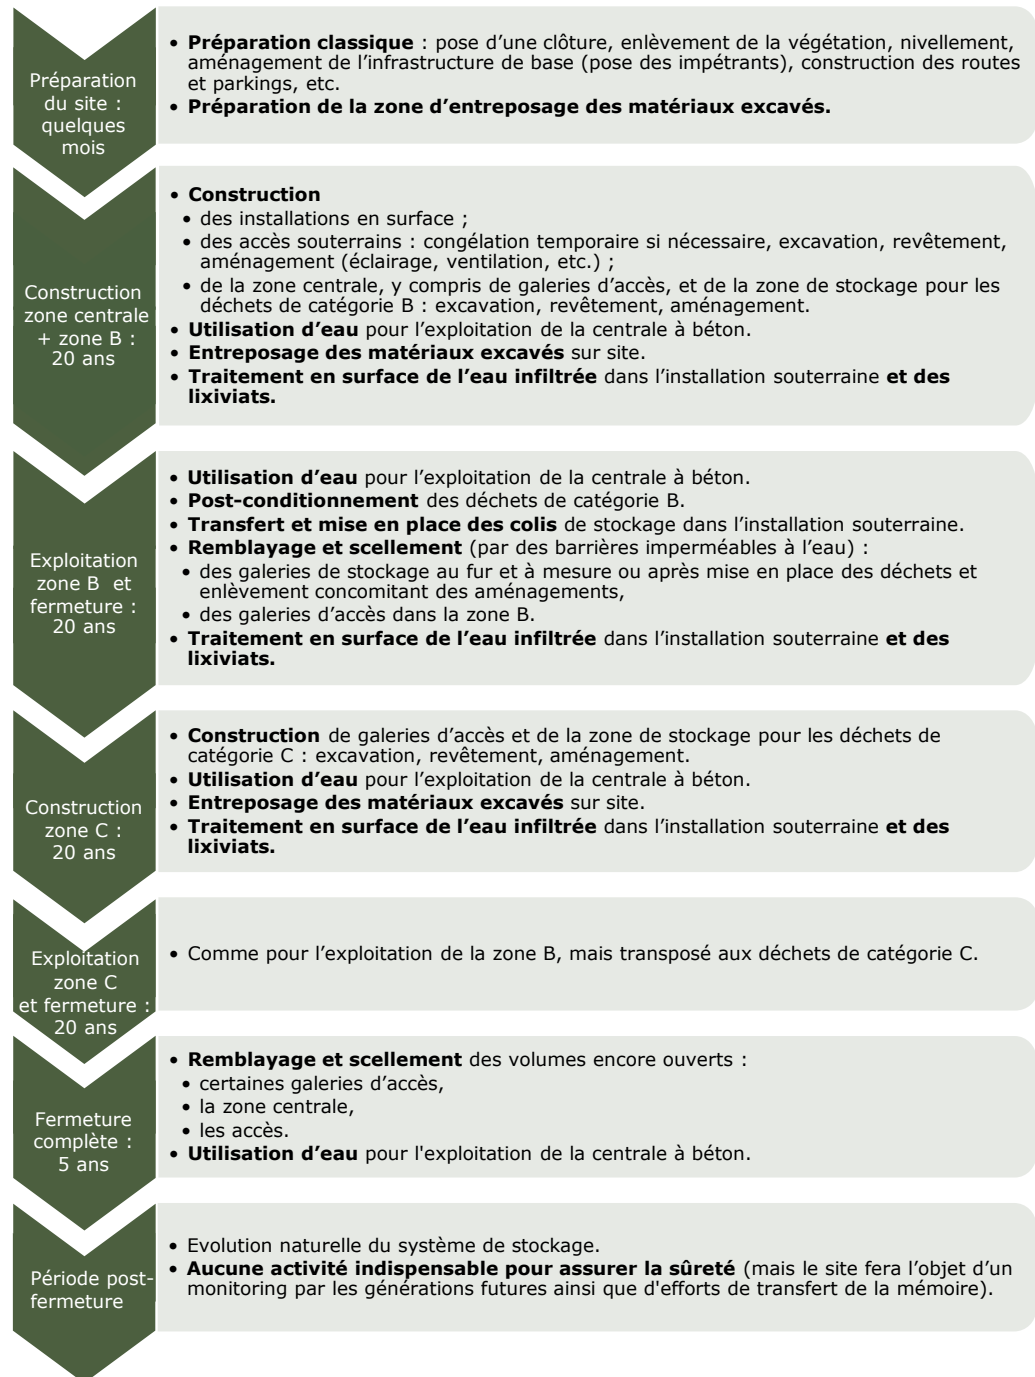 Préparation
du site :
quelques
mois
• Préparation classique : pose d’une clôture, enlèvement de la végétation, nivellement,
aménagement de l’infrastructure de base (pose des impétrants), construction des routes
et parkings, etc.
• Préparation de la zone d’entreposage des matériaux excavés.
Construction
zone centrale
+ zone B :
20 ans
• Construction
• des installations en surface ;
• des accès souterrains : congélation temporaire si nécessaire, excavation, revêtement,
aménagement (éclairage, ventilation, etc.) ;
• de la zone centrale, y compris de galeries d’accès, et de la zone de stockage pour les
déchets de catégorie B : excavation, revêtement, aménagement.
• Utilisation d’eau pour l’exploitation de la centrale à béton.
• Entreposage des matériaux excavés sur site.
• Traitement en surface de l’eau infiltrée dans l’installation souterraine et des
lixiviats.
Exploitation
zone B et
fermeture :
20 ans
• Utilisation d’eau pour l’exploitation de la centrale à béton.
• Post-conditionnement des déchets de catégorie B.
• Transfert et mise en place des colis de stockage dans l’installation souterraine.
• Remblayage et scellement (par des barrières imperméables à l’eau) :
• des galeries de stockage au fur et à mesure ou après mise en place des déchets et
enlèvement concomitant des aménagements,
• des galeries d’accès dans la zone B.
• Traitement en surface de l’eau infiltrée dans l’installation souterraine et des
lixiviats.
Construction
zone C :
20 ans
• Construction de galeries d’accès et de la zone de stockage pour les déchets de
catégorie C : excavation, revêtement, aménagement.
• Utilisation d’eau pour l’exploitation de la centrale à béton.
• Entreposage des matériaux excavés sur site.
• Traitement en surface de l’eau infiltrée dans l’installation souterraine et des
lixiviats.
Exploitation
zone C
et fermeture :
20 ans
• Comme pour l’exploitation de la zone B, mais transposé aux déchets de catégorie C.
Fermeture
complète :
5 ans
• Remblayage et scellement des volumes encore ouverts :
• certaines galeries d’accès,
• la zone centrale,
• les accès.
• Utilisation d’eau pour l'exploitation de la centrale à béton.
Période post-
fermeture
• Evolution naturelle du système de stockage.
• Aucune activité indispensable pour assurer la sûreté (mais le site fera l’objet d’un
monitoring par les générations futures ainsi que d'efforts de transfert de la mémoire).